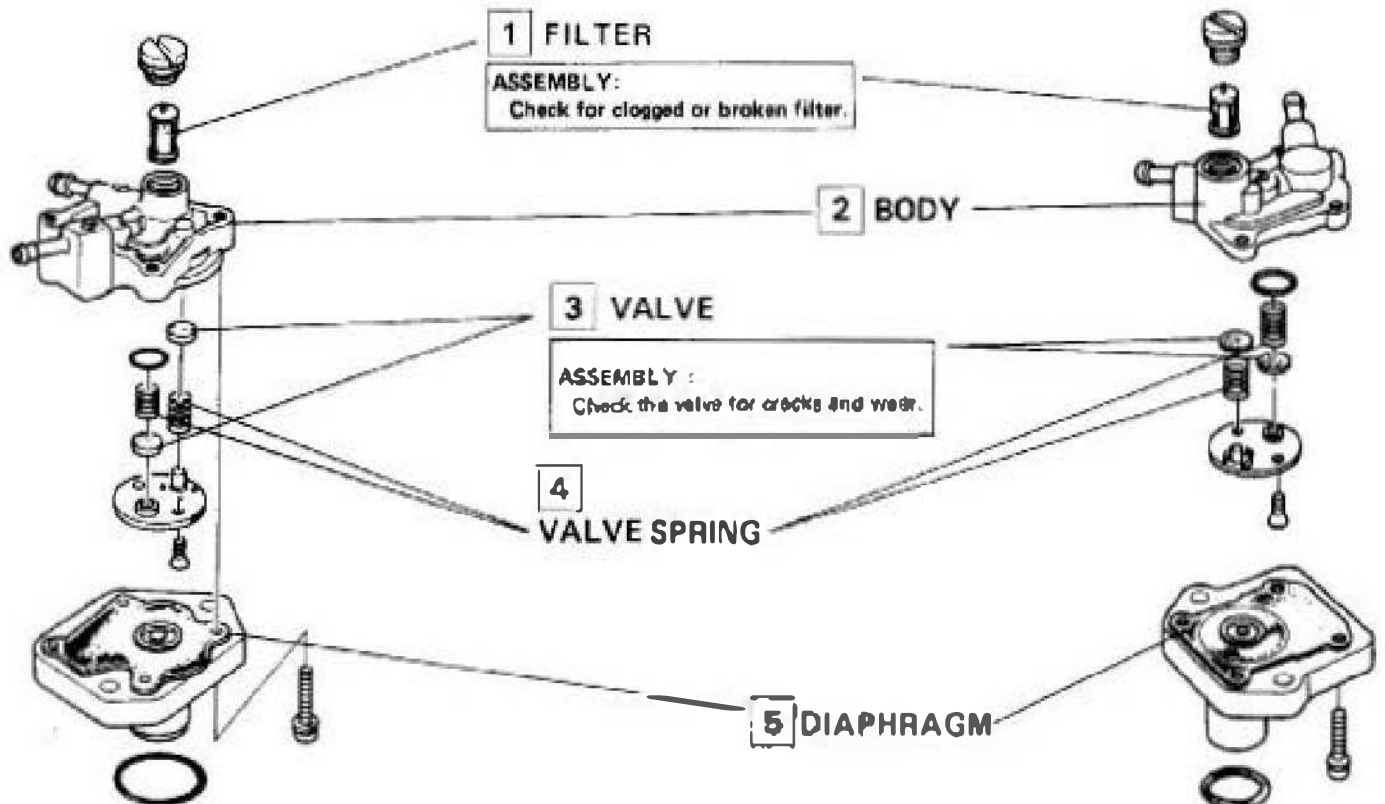 1 FILTER
ASSEMBLY:
Check for clogged or broken filter.
2 BODY
3 VALVE
ASSEMBLY :
Check the valve for cracks and wear.
4
VALVE SPRING
5 DIAPHRAGM